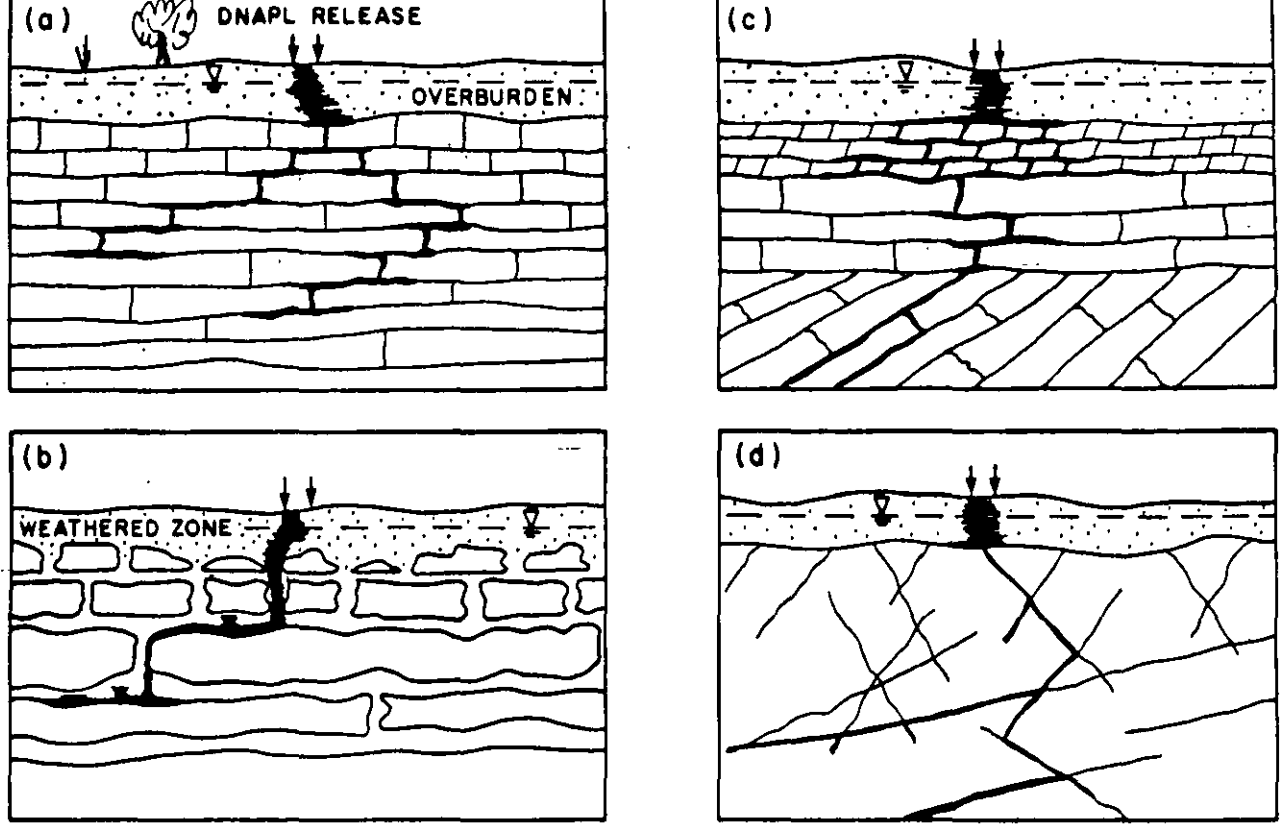 (a)
DNAPL RELEASE
OVERBURDEN
(c)
(b)
WEATHERED ZONE
(d)